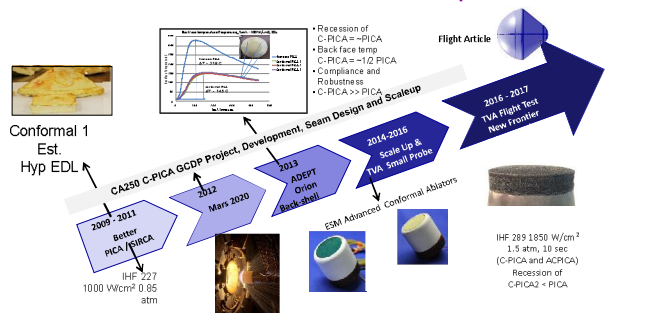 Flight Article
• Recession of
C-PICA = ~PICA
• Back face temp
C-PICA = ~1/2 PICA
• Compliance and
Robustness
• C-PICA >> PICA
Conformal 1
Est.
Hyp EDL
CA250 C-PICA GCDP Project, Development, Seam Design and Scaleup
2009 - 2011
Better
PICA / SIRCA
2012
Mars 2020
2013
ADEPT
Orion
Back-shell
2014-2016
Scale Up &
TVA Small Probe
2016 - 2017
TVA Flight Test
New Frontier
IHF 227
1000 W/cm² 0.85
atm
ESM Advanced Conformal Ablators
IHF 289 1850 W/cm²
1.5 atm, 10 sec
(C-PICA and ACPICA)
Recession of
C-PICA2 < PICA